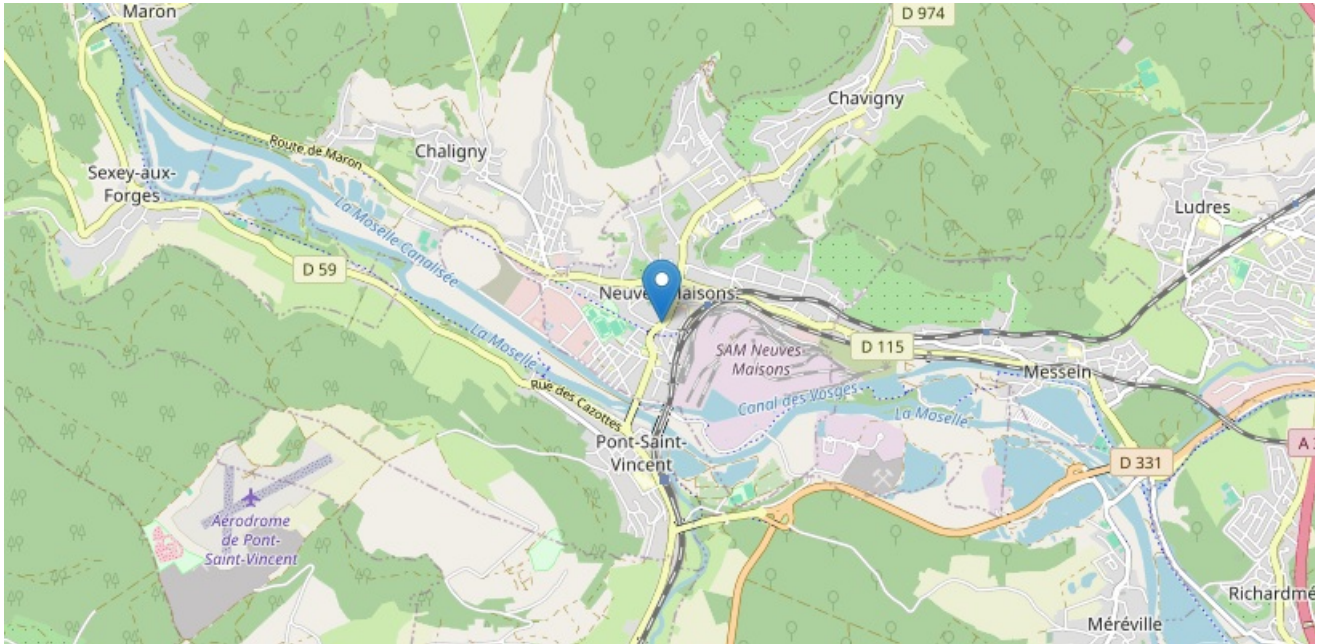 Maron
D 974
Chavigny
Route de Maron
Chaligny
Sexey-aux-
Forges
La Moselle Canalisée
Ludres
D 59
Neuves-Maisons
SAM Neuves
Maisons
D 115
La Moselle
Messein
Rue des Cazottes
Canal des Vosges
La Moselle
Pont-Saint-
Vincent
D 331
Aérodrome
de Pont-
Saint-Vincent
Méréville